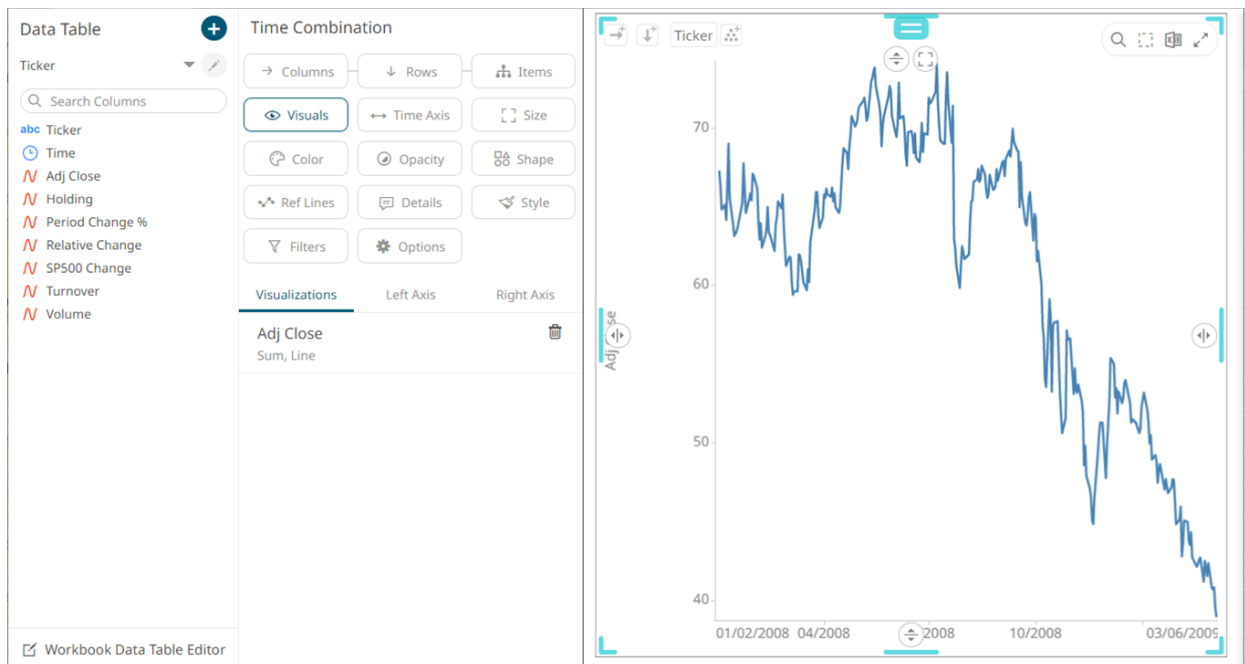 Data Table
Ticker
Search Columns
abc Ticker
Time
Adj Close
Holding
Period Change %
Relative Change
SP500 Change
Turnover
Volume
Workbook Data Table Editor
Time Combination
Columns Rows Items
Visuals Time Axis Size
Color Opacity Shape
Ref Lines Details Style
Filters Options
Visualizations Left Axis Right Axis
Adj Close
Sum, Line
Ticker
70
60
50
40
01/02/2008 04/2008 2008 10/2008 03/06/2009